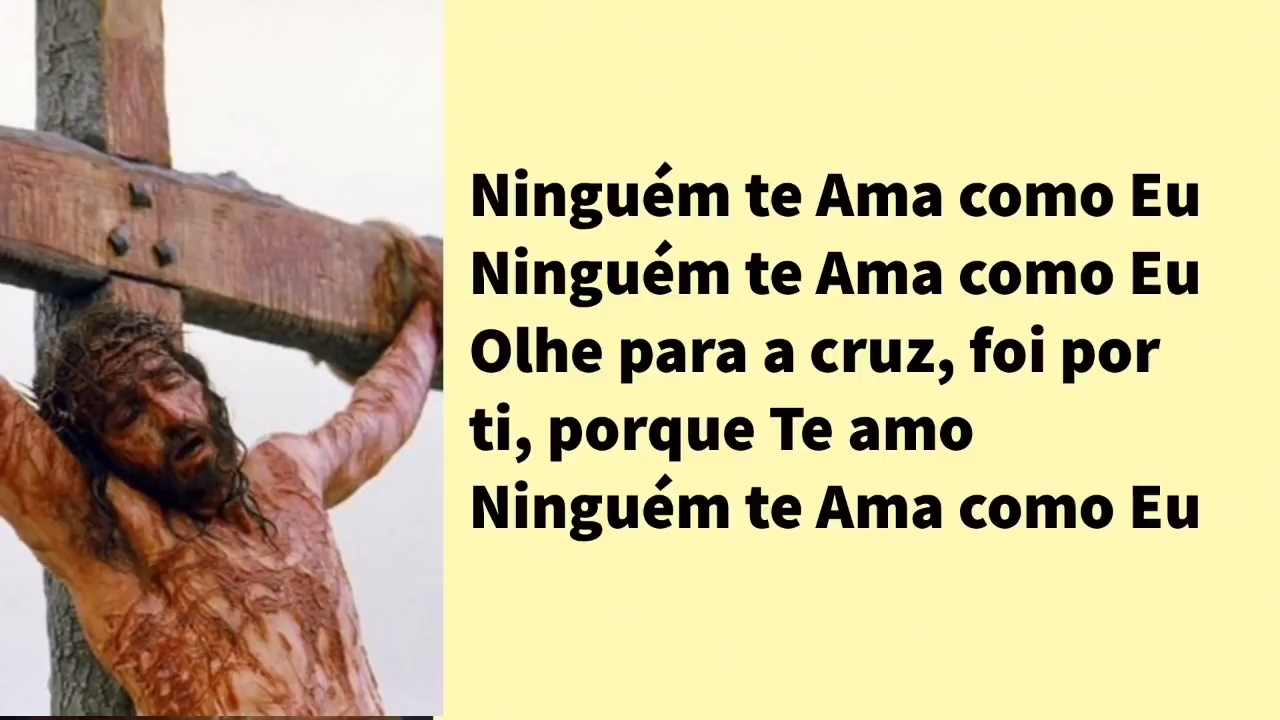 Ninguém te Ama como Eu
Ninguém te Ama como Eu
Olhe para a cruz, foi por
ti, porque Te amo
Ninguém te Ama como Eu